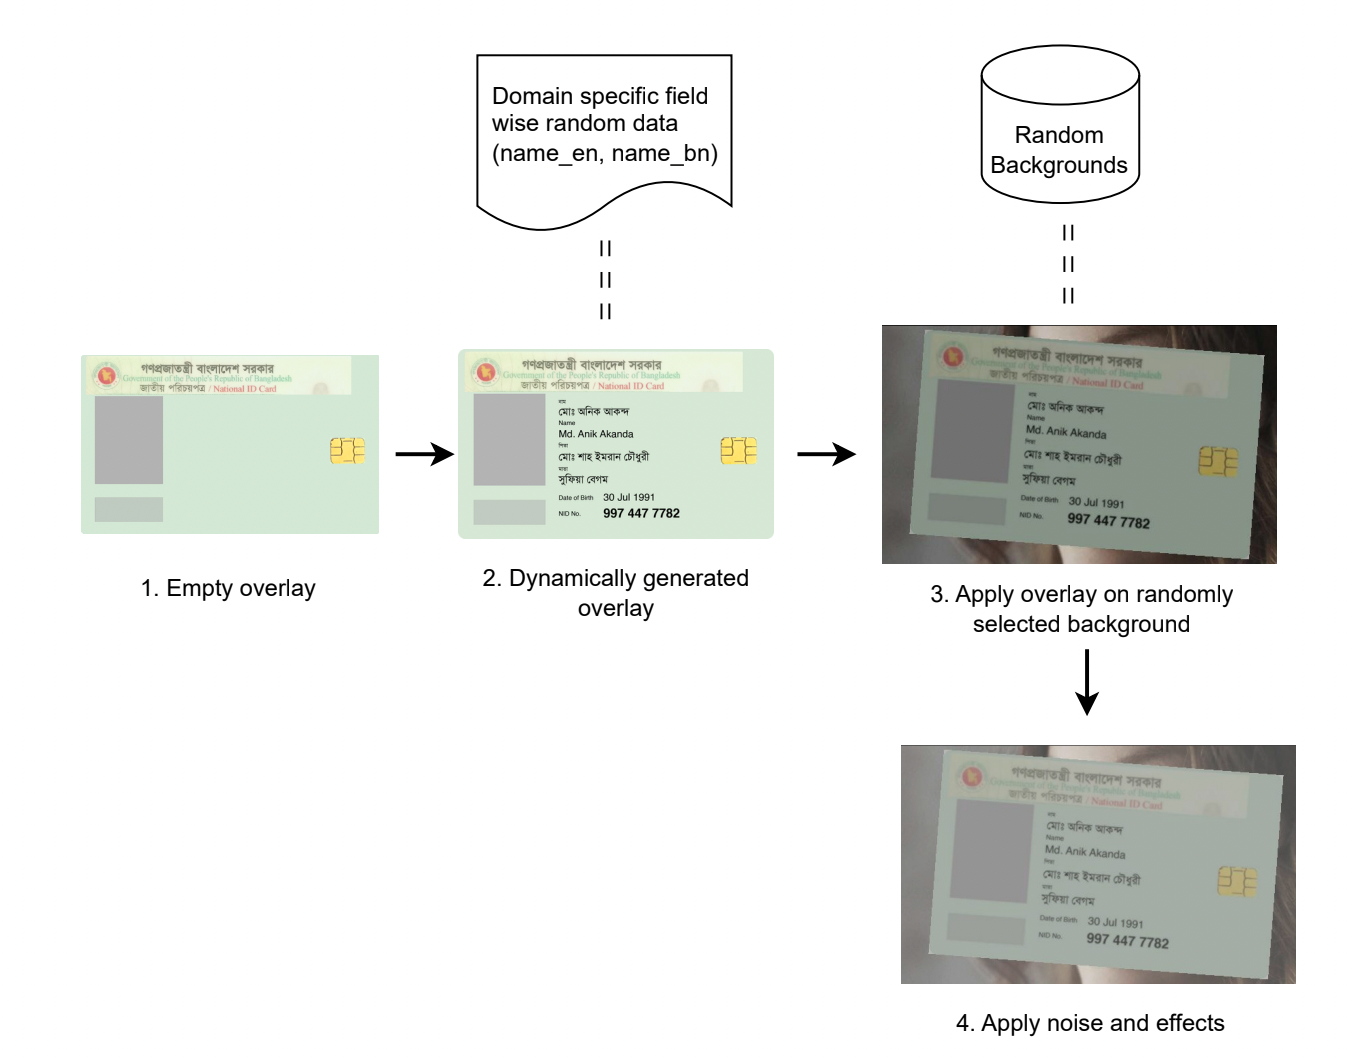 Domain specific field
wise random data
(name_en, name_bn)
Random
Backgrounds
গণপ্রজাতন্ত্রী বাংলাদেশ সরকার
Government of the People's Republic of Bangladesh
জাতীয় পরিচয়পত্র / National ID Card
1. Empty overlay
গণপ্রজাতন্ত্রী বাংলাদেশ সরকার
Government of the People's Republic of Bangladesh
জাতীয় পরিচয়পত্র / National ID Card
নাম
মোঃ অনিক আকন্দ
Name
Md. Anik Akanda
পিতা
মোঃ শাহ ইমরান চৌধুরী
মাতা
সুফিয়া বেগম
Date of Birth 30 Jul 1991
NID No. 997 447 7782
2. Dynamically generated
overlay
গণপ্রজাতন্ত্রী বাংলাদেশ সরকার
Government of the People's Republic of Bangladesh
জাতীয় পরিচয়পত্র / National ID Card
নাম
মোঃ অনিক আকন্দ
Name
Md. Anik Akanda
পিতা
মোঃ শাহ ইমরান চৌধুরী
মাতা
সুফিয়া বেগম
Date of Birth 30 Jul 1991
NID No. 997 447 7782
3. Apply overlay on randomly
selected background
গণপ্রজাতন্ত্রী বাংলাদেশ সরকার
Government of the People's Republic of Bangladesh
জাতীয় পরিচয়পত্র / National ID Card
নাম
মোঃ অনিক আকন্দ
Name
Md. Anik Akanda
পিতা
মোঃ শাহ ইমরান চৌধুরী
মাতা
সুফিয়া বেগম
Date of Birth 30 Jul 1991
NID No. 997 447 7782
4. Apply noise and effects